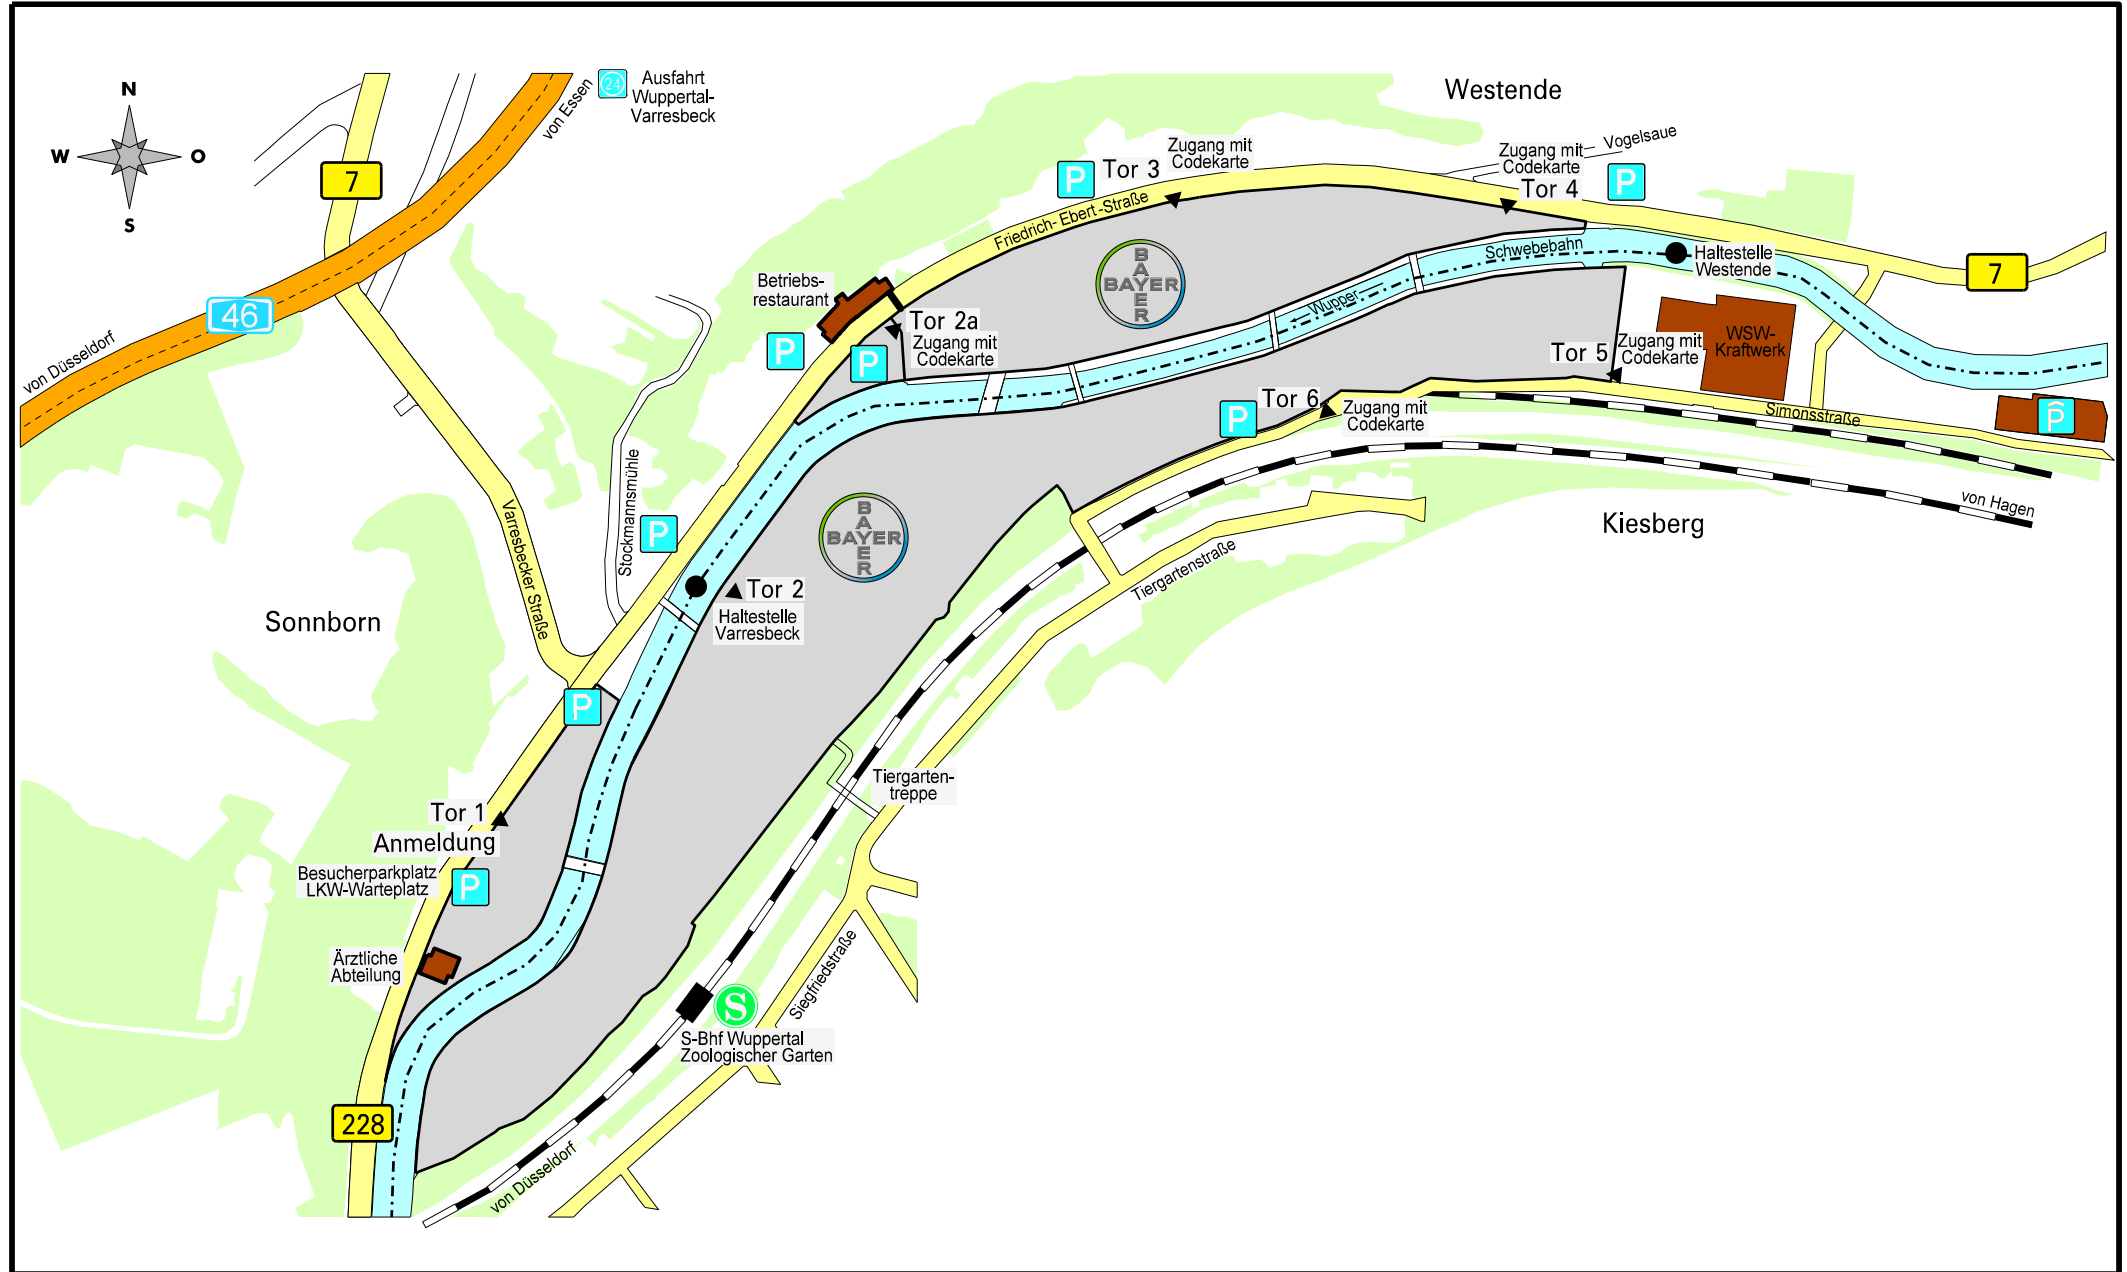 N
W
O
S
von Essen
24
Ausfahrt
Wuppertal-
Varresbeck
Westende
7
Zugang mit
Codekarte
Tor 3
Zugang mit
Codekarte
Vogelsaue
Tor 4
P
P
Friedrich-Ebert-Straße
46
von Düsseldorf
Betriebs-
restaurant
BAYER
BAYER
Schwebebahn
Haltestelle
Westende
7
Wupper
Tor 2a
Zugang mit
Codekarte
P
P
Tor 5
Zugang mit
Codekarte
WSW-
Kraftwerk
Tor 6
Zugang mit
Codekarte
P
Simonsstraße
P
von Hagen
Kiesberg
Varresbecker Straße
Stockmannsmühle
P
BAYER
BAYER
Tiergartenstraße
Tor 2
Haltestelle
Varresbeck
Sonnborn
P
Tiergarten-
treppe
Tor 1
Anmeldung
Besucherparkplatz
LKW-Warteplatz
P
Ärztliche
Abteilung
Siegfriedstraße
S
S-Bhf Wuppertal
Zoologischer Garten
228
von Düsseldorf